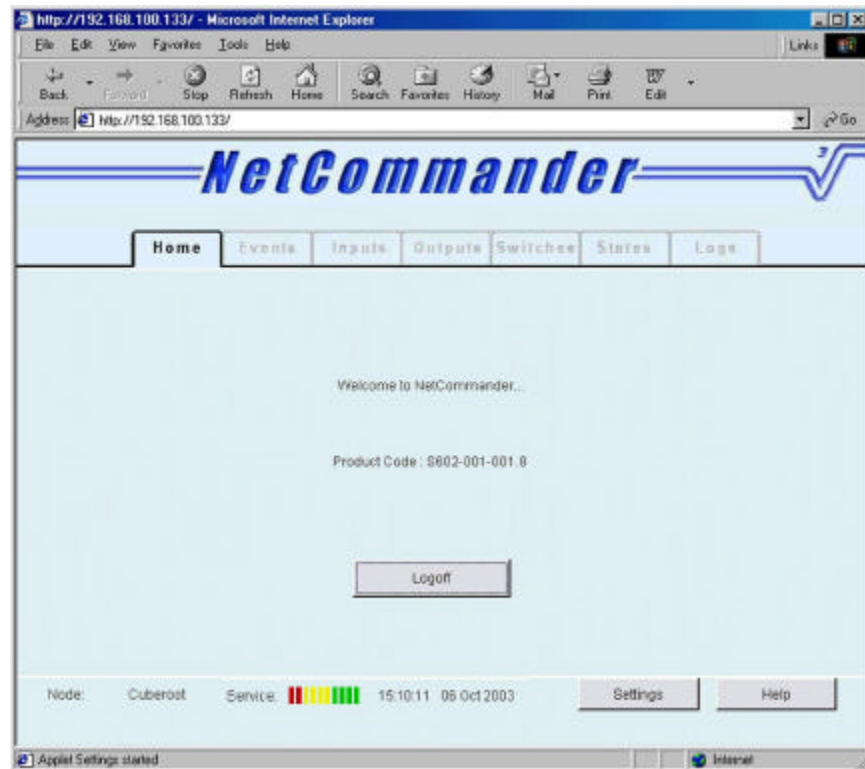 http://192.168.100.133/ - Microsoft Internet Explorer
File Edit View Favorites Tools Help Links
Back Forward Stop Refresh Home Search Favorites History Mail Print Edit
Address http://192.168.100.133/ Go
NetCommander 3
Home Events Inputs Outputs Switches States Logs
Welcome to NetCommander...
Product Code : S602-001-001.8
Logoff
Node: Cuberoot Service: 15:10:11 06 Oct 2003 Settings Help
Applet Settings started Internet